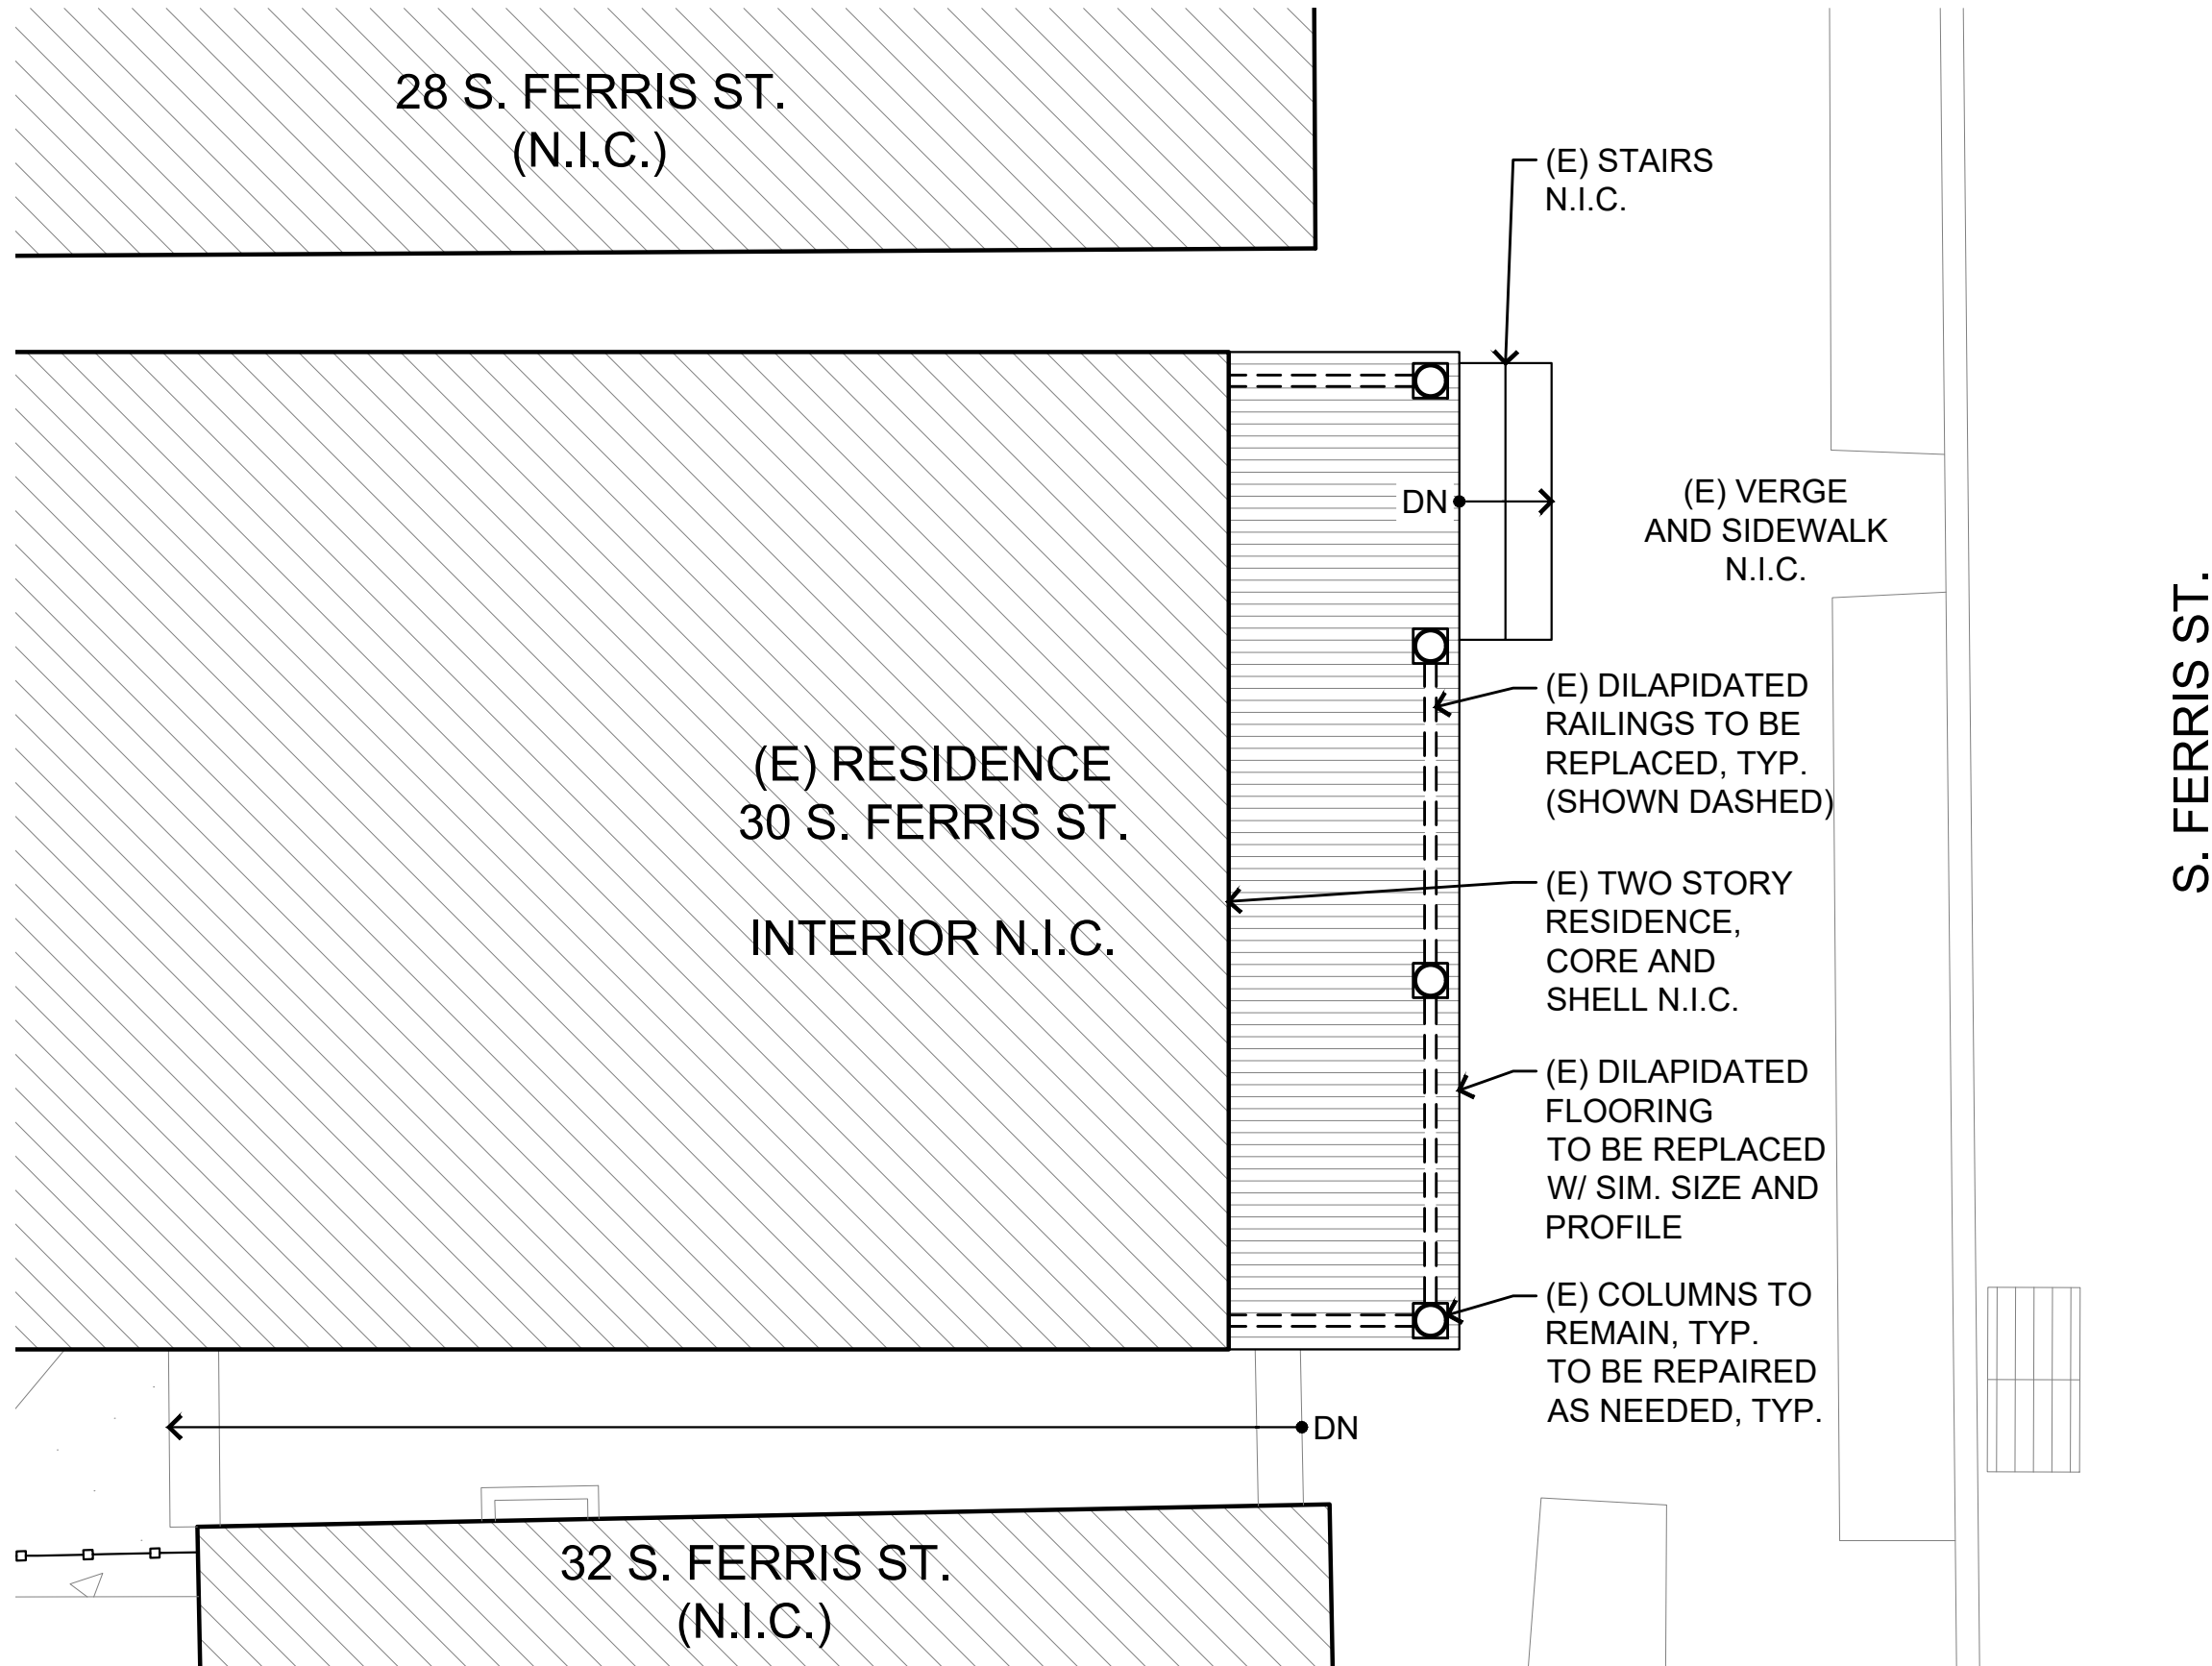 28 S. FERRIS ST.
(N.I.C.)
(E) STAIRS
N.I.C.
DN
(E) VERGE
AND SIDEWALK
N.I.C.
S. FERRIS ST.
(E) DILAPIDATED
RAILINGS TO BE
REPLACED, TYP.
(SHOWN DASHED)
(E) RESIDENCE
30 S. FERRIS ST.
INTERIOR N.I.C.
(E) TWO STORY
RESIDENCE,
CORE AND
SHELL N.I.C.
(E) DILAPIDATED
FLOORING
TO BE REPLACED
W/ SIM. SIZE AND
PROFILE
(E) COLUMNS TO
REMAIN, TYP.
TO BE REPAIRED
AS NEEDED, TYP.
DN
32 S. FERRIS ST.
(N.I.C.)